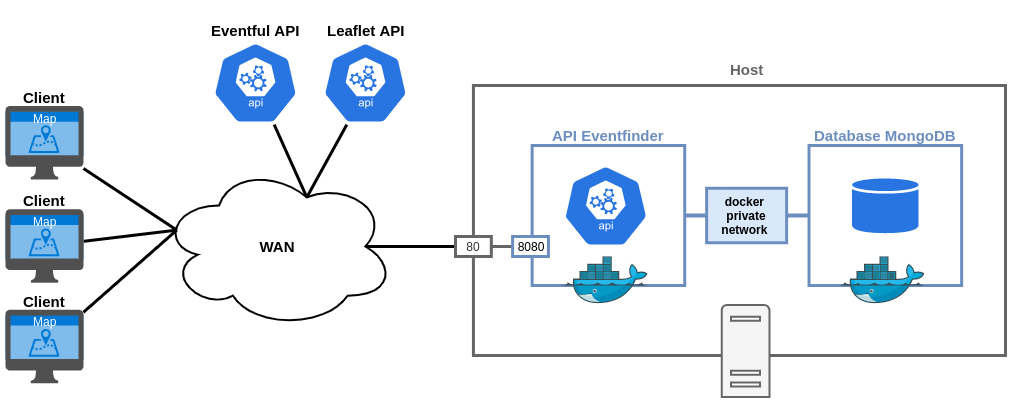 Eventful API
Leaflet API
Host
Client
Map
api
api
API Eventfinder
Database MongoDB
Client
Map
api
docker
private
network
WAN
80
8080
Client
Map